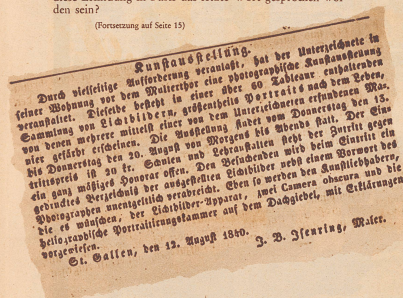 den sein?
(Fortsetzung auf Seite 15)
Kunstausstellung.
Durch vielseitige Aufforderung veranlaßt, hat der Unterzeichnete in
seiner Wohnung vor dem Multerthor eine photographische Kunstausstellung
veranstaltet. Dieselbe besteht in einer über 60 Tableaux enthaltenden
Sammlung von Lichtbildern, größtentheils Portraits nach dem Leben,
von denen mehrere mittelst einer von dem Unterzeichneten erfundenen Ma-
nier gefärbt erscheinen. Die Ausstellung findet vom Donnerstag den 13.
bis Donnerstag den 20. August von Morgens bis Abends statt. Der Ein-
trittspreis ist 20 kr. Schulen und Lehranstalten steht der Zutritt gegen
ein ganz mäßiges Honorar offen. Den Besuchenden wird beim Eintritt ein
gedrucktes Verzeichniß der ausgestellten Lichtbilder nebst einem Vorwort des
Photographen unentgeltlich verabreicht. Eben so werden den Kunstliebhabern,
die es wünschen, der Lichtbilder-Apparat, zwei Camera obscura und die
heliographische Portraitirungskammer auf dem Dachgiebel, mit Erklärungen
vorgewiesen.
St. Gallen, den 12. August 1840.
J. B. Isenring, Maler.